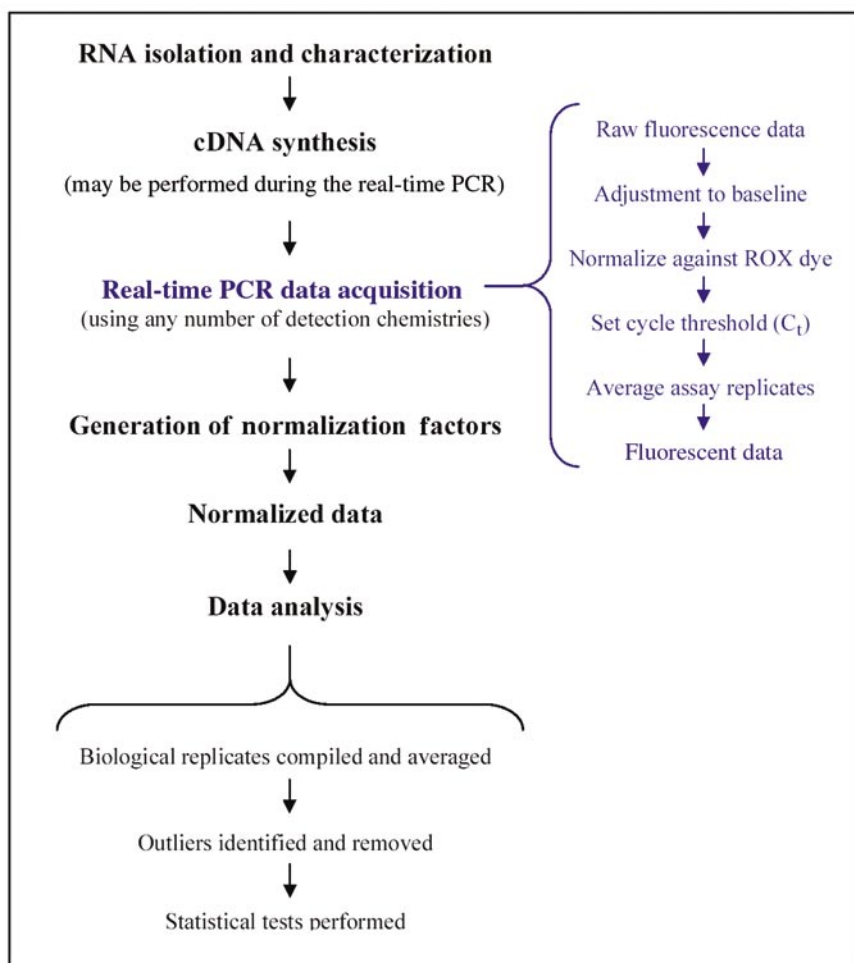 RNA isolation and characterization
cDNA synthesis
(may be performed during the real-time PCR)
Real-time PCR data acquisition
(using any number of detection chemistries)
Generation of normalization factors
Normalized data
Data analysis
Biological replicates compiled and averaged
Outliers identified and removed
Statistical tests performed
Raw fluorescence data
Adjustment to baseline
Normalize against ROX dye
Set cycle threshold (Ct)
Average assay replicates
Fluorescent data